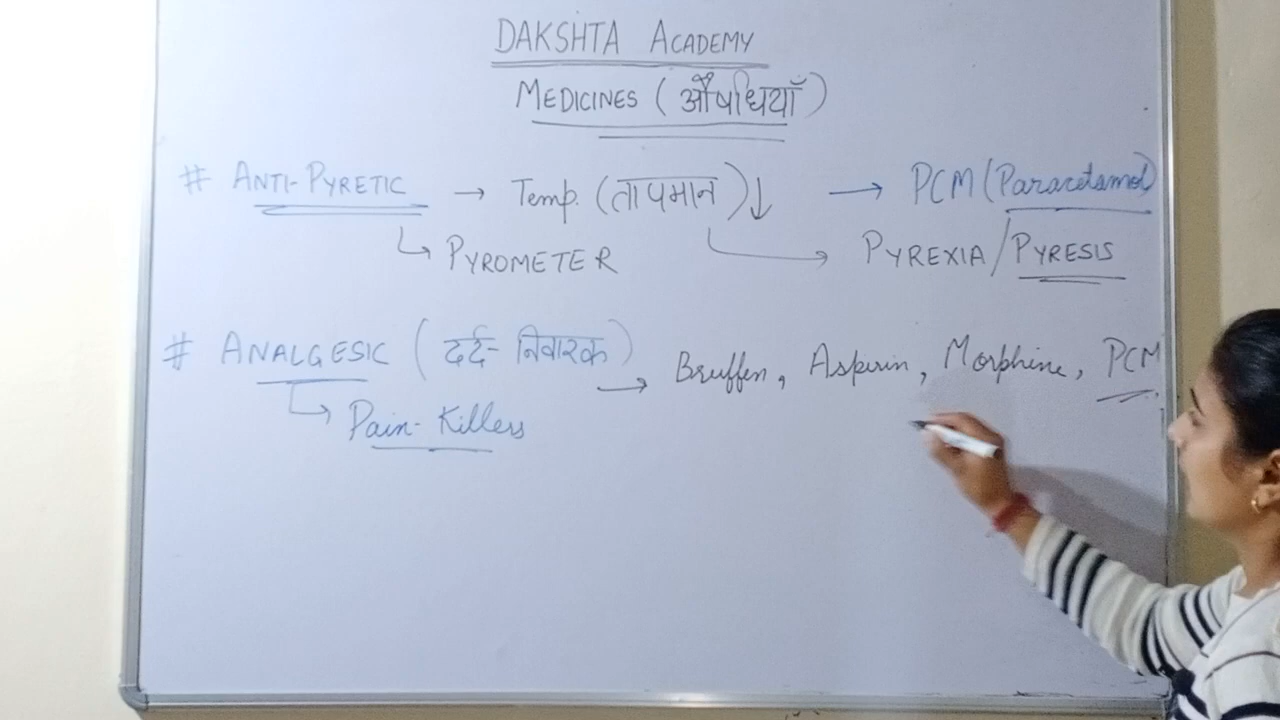 DAKSHTA ACADEMY
MEDICINES (औषधियाँ)
# ANTI-PYRETIC → Temp. (तापमान)↓ → PCM (Paracetamol)
↳ PYROMETER → PYREXIA/PYRESIS
# ANALGESIC (दर्द-निवारक) → Bruffen, Asperin, Morphine, PCM
↳ Pain-Killers